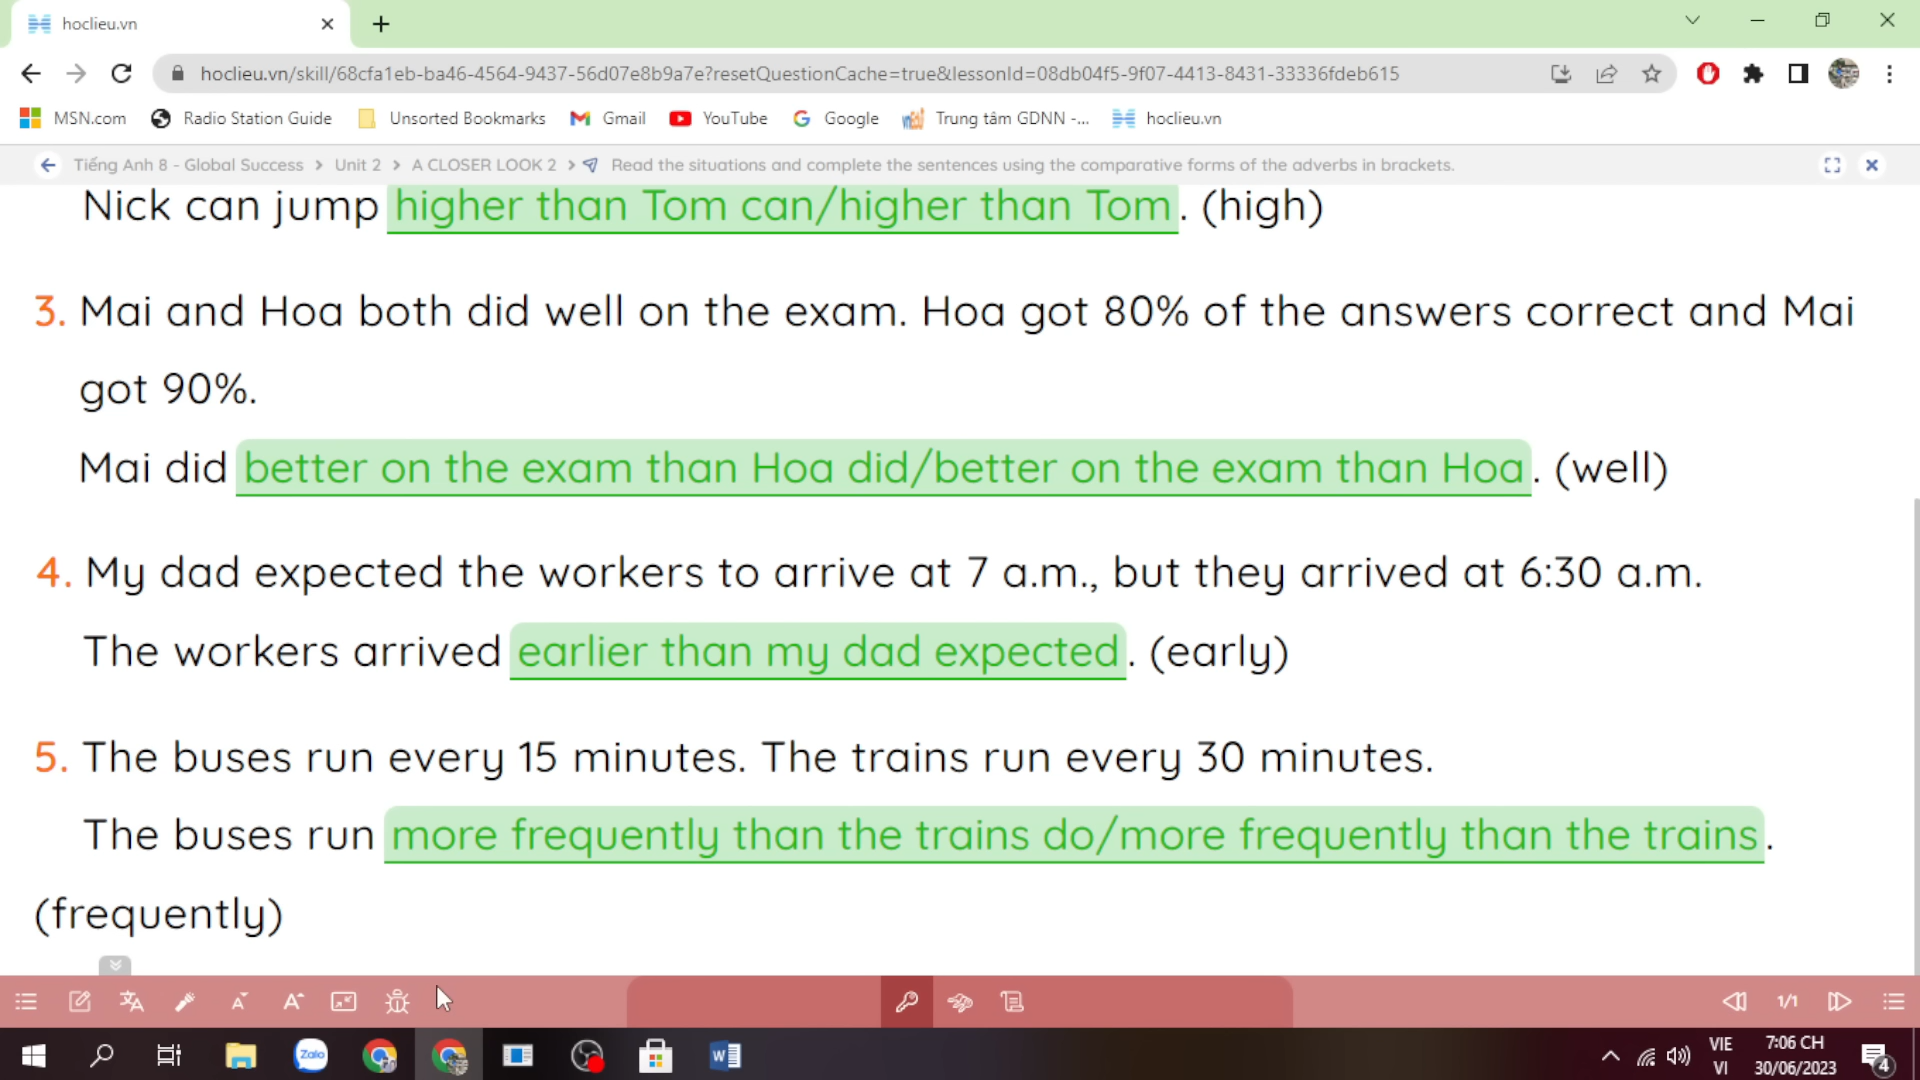 hoclieu.vn
hoclieu.vn/skill/68cfa1eb-ba46-4564-9437-56d07e8b9a7e?resetQuestionCache=true&lessonId=08db04f5-9f07-4413-8431-33336fdeb615
MSN.com Radio Station Guide Unsorted Bookmarks Gmail YouTube Google Trung tâm GDNN -... hoclieu.vn
Tiếng Anh 8 - Global Success > Unit 2 > A CLOSER LOOK 2 > Read the situations and complete the sentences using the comparative forms of the adverbs in brackets.
Nick can jump higher than Tom can/higher than Tom. (high)
3. Mai and Hoa both did well on the exam. Hoa got 80% of the answers correct and Mai
got 90%.
Mai did better on the exam than Hoa did/better on the exam than Hoa. (well)
4. My dad expected the workers to arrive at 7 a.m., but they arrived at 6:30 a.m.
The workers arrived earlier than my dad expected. (early)
5. The buses run every 15 minutes. The trains run every 30 minutes.
The buses run more frequently than the trains do/more frequently than the trains.
(frequently)
1/1
Zalo
VIE 7:06 CH
VI 30/06/2023 4